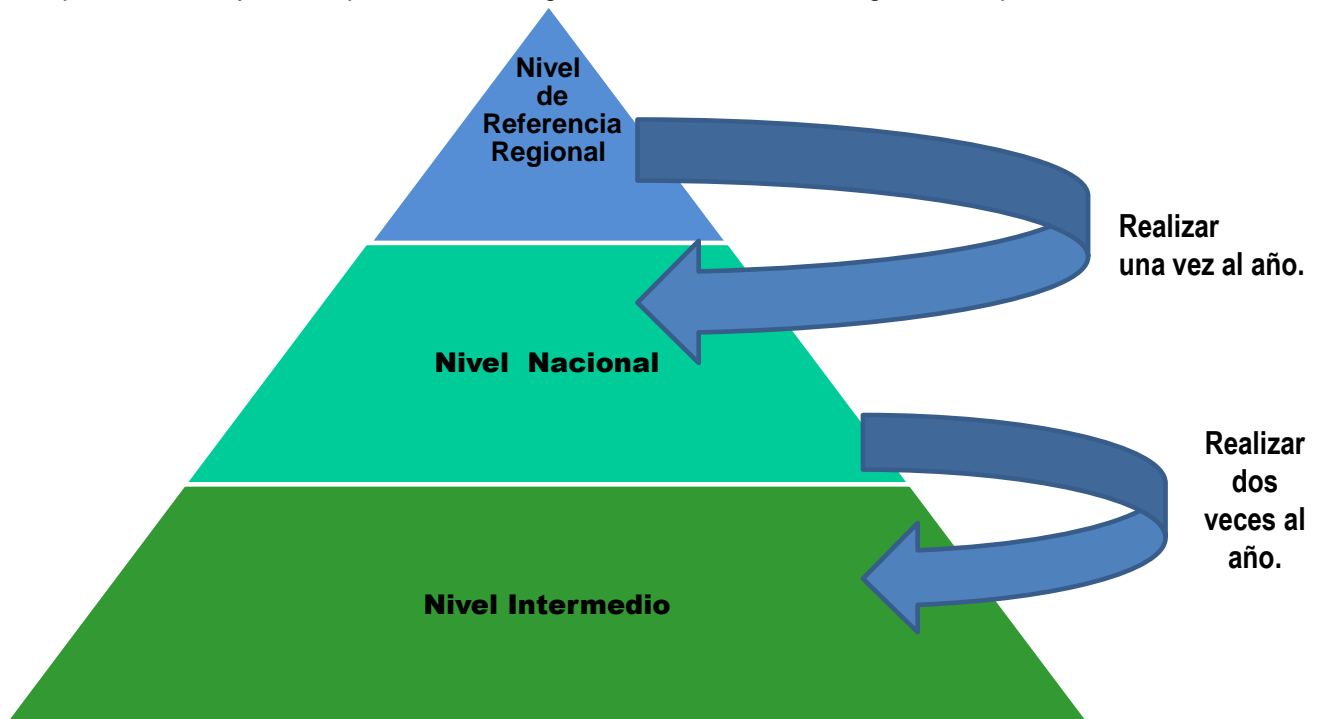 Nivel
de
Referencia
Regional
Realizar
una vez al año.
Nivel Nacional
Realizar
dos
veces al
año.
Nivel Intermedio